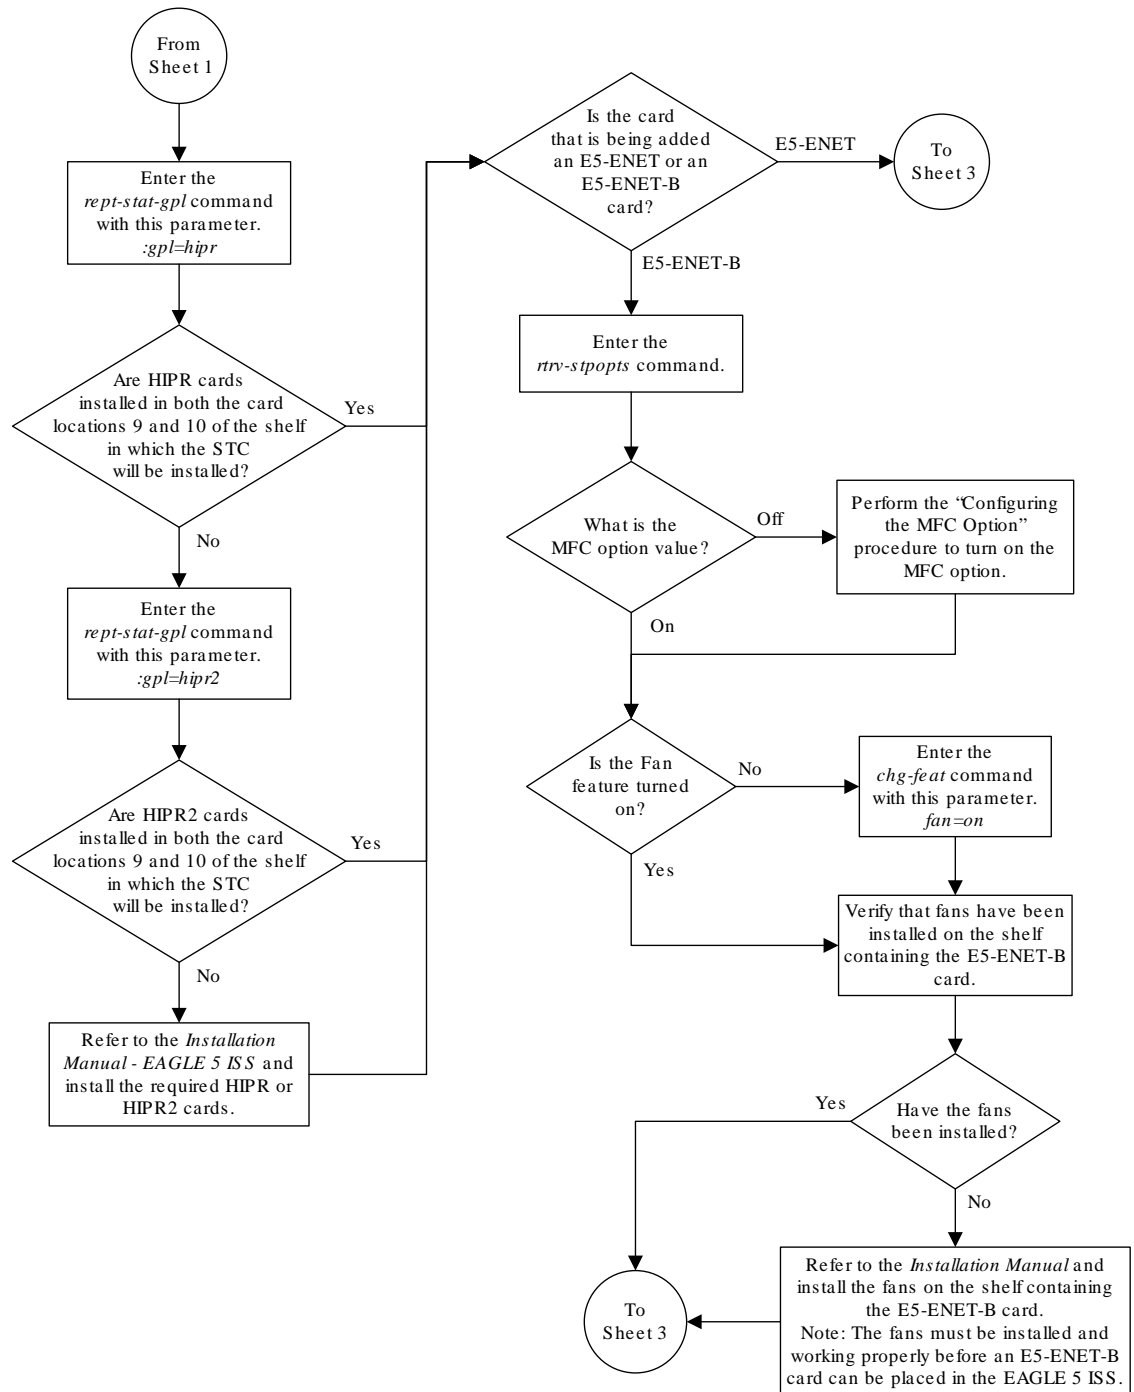 From
Sheet 1
Enter the
rept-stat-gpl command
with this parameter.
:gpl=hipr
Are HIPR cards
installed in both the card
locations 9 and 10 of the shelf
in which the STC
will be installed?
Yes
No
Enter the
rept-stat-gpl command
with this parameter.
:gpl=hipr2
Are HIPR2 cards
installed in both the card
locations 9 and 10 of the shelf
in which the STC
will be installed?
Yes
No
Refer to the Installation
Manual - EAGLE 5 ISS and
install the required HIPR or
HIPR2 cards.
Is the card
that is being added
an E5-ENET or an
E5-ENET-B
card?
E5-ENET
To
Sheet 3
E5-ENET-B
Enter the
rtrv-stpopts command.
What is the
MFC option value?
Off
Perform the “Configuring
the MFC Option”
procedure to turn on the
MFC option.
On
Is the Fan
feature turned
on?
No
Enter the
chg-feat command
with this parameter.
fan=on
Yes
Verify that fans have been
installed on the shelf
containing the E5-ENET-B
card.
Have the fans
been installed?
Yes
No
Refer to the Installation Manual and
install the fans on the shelf containing
the E5-ENET-B card.
Note: The fans must be installed and
working properly before an E5-ENET-B
card can be placed in the EAGLE 5 ISS.
To
Sheet 3